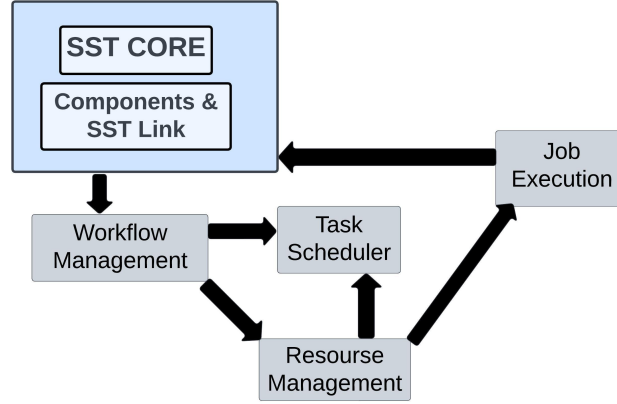 SST CORE
Components &
SST Link
Job
Execution
Workflow
Management
Task
Scheduler
Resourse
Management